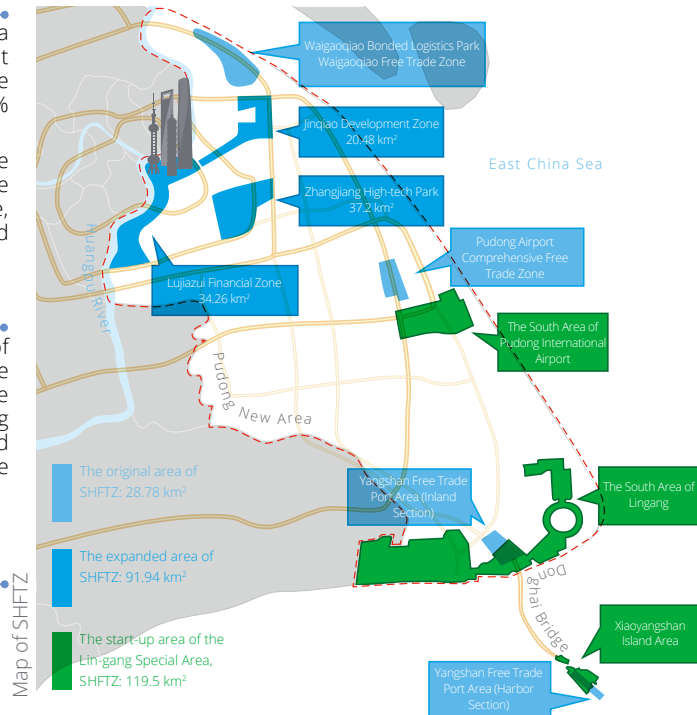 a
t
e
%
e
e
e,
d
of
e
e
g
d
e
Waigaoqiao Bonded Logistics Park
Waigaoqiao Free Trade Zone
Jinqiao Development Zone
20.48 km²
East China Sea
Zhangjiang High-tech Park
37.2 km²
Pudong Airport
Comprehensive Free
Trade Zone
Huangpu River
Lujiazui Financial Zone
34.26 km²
The South Area of
Pudong International
Airport
Pudong New Area
The original area of
SHFTZ: 28.78 km²
Yangshan Free Trade
Port Area (Inland
Section)
The South Area of
Lingang
The expanded area of
SHFTZ: 91.94 km²
Dong
ghai Bridge
Map of SHFTZ
The start-up area of the
Lin-gang Special Area,
SHFTZ: 119.5 km²
Xiaoyangshan
Island Area
Yangshan Free Trade
Port Area (Harbor
Section)